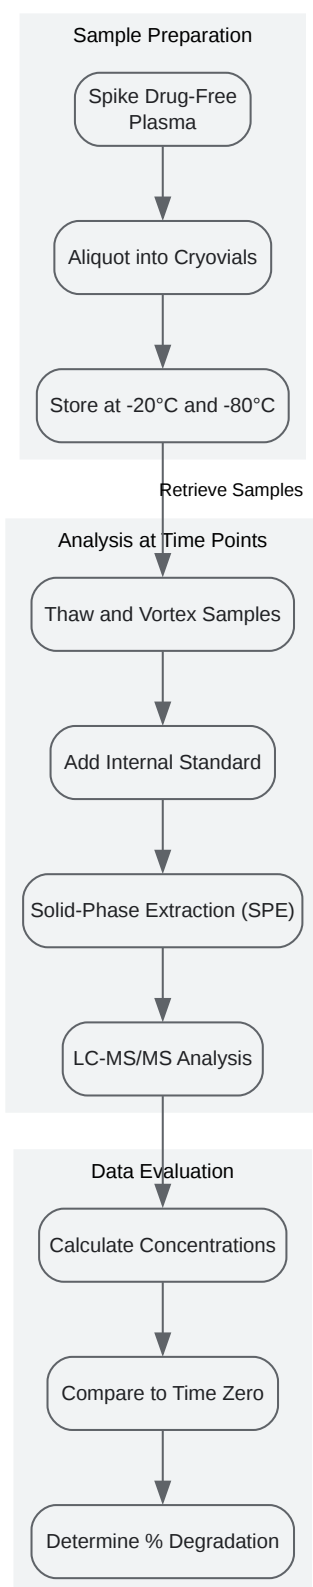 Sample Preparation
Spike Drug-Free
Plasma
Aliquot into Cryovials
Store at -20°C and -80°C
Retrieve Samples
Analysis at Time Points
Thaw and Vortex Samples
Add Internal Standard
Solid-Phase Extraction (SPE)
LC-MS/MS Analysis
Data Evaluation
Calculate Concentrations
Compare to Time Zero
Determine % Degradation